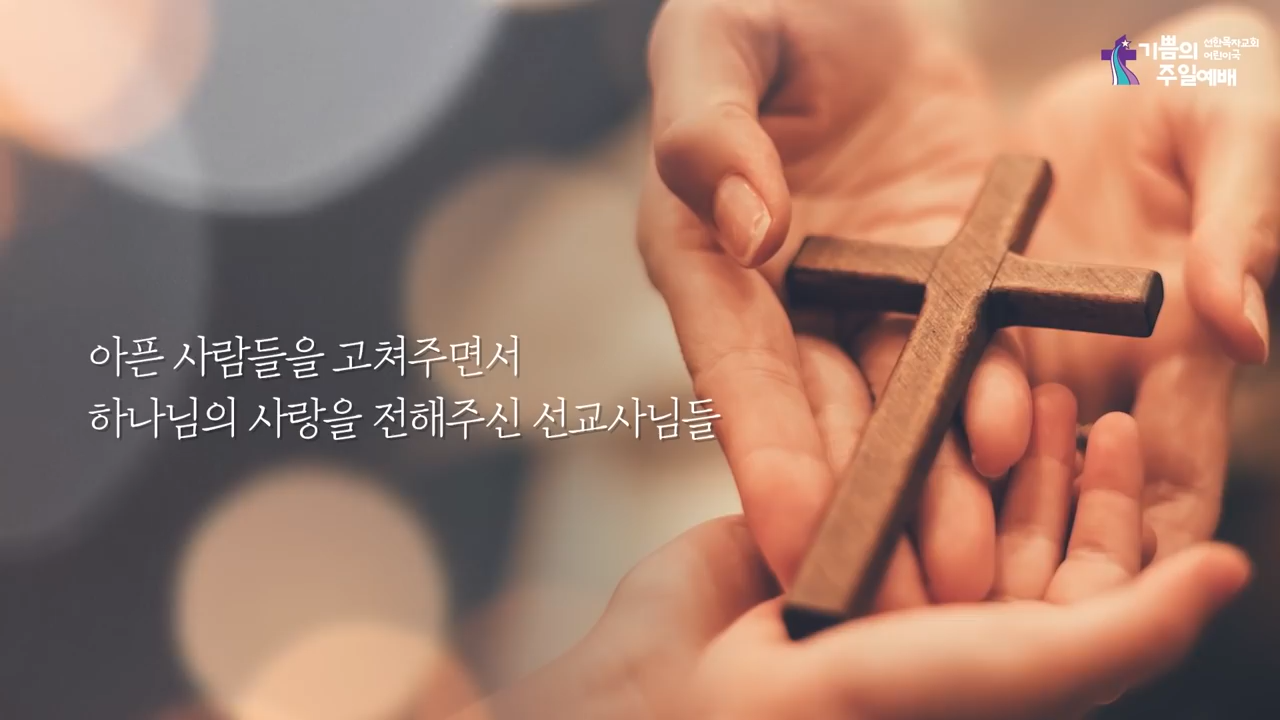 기쁨의 선한목자교회
어린이국
주일예배
아픈 사람들을 고쳐주면서
하나님의 사랑을 전해주신 선교사님들